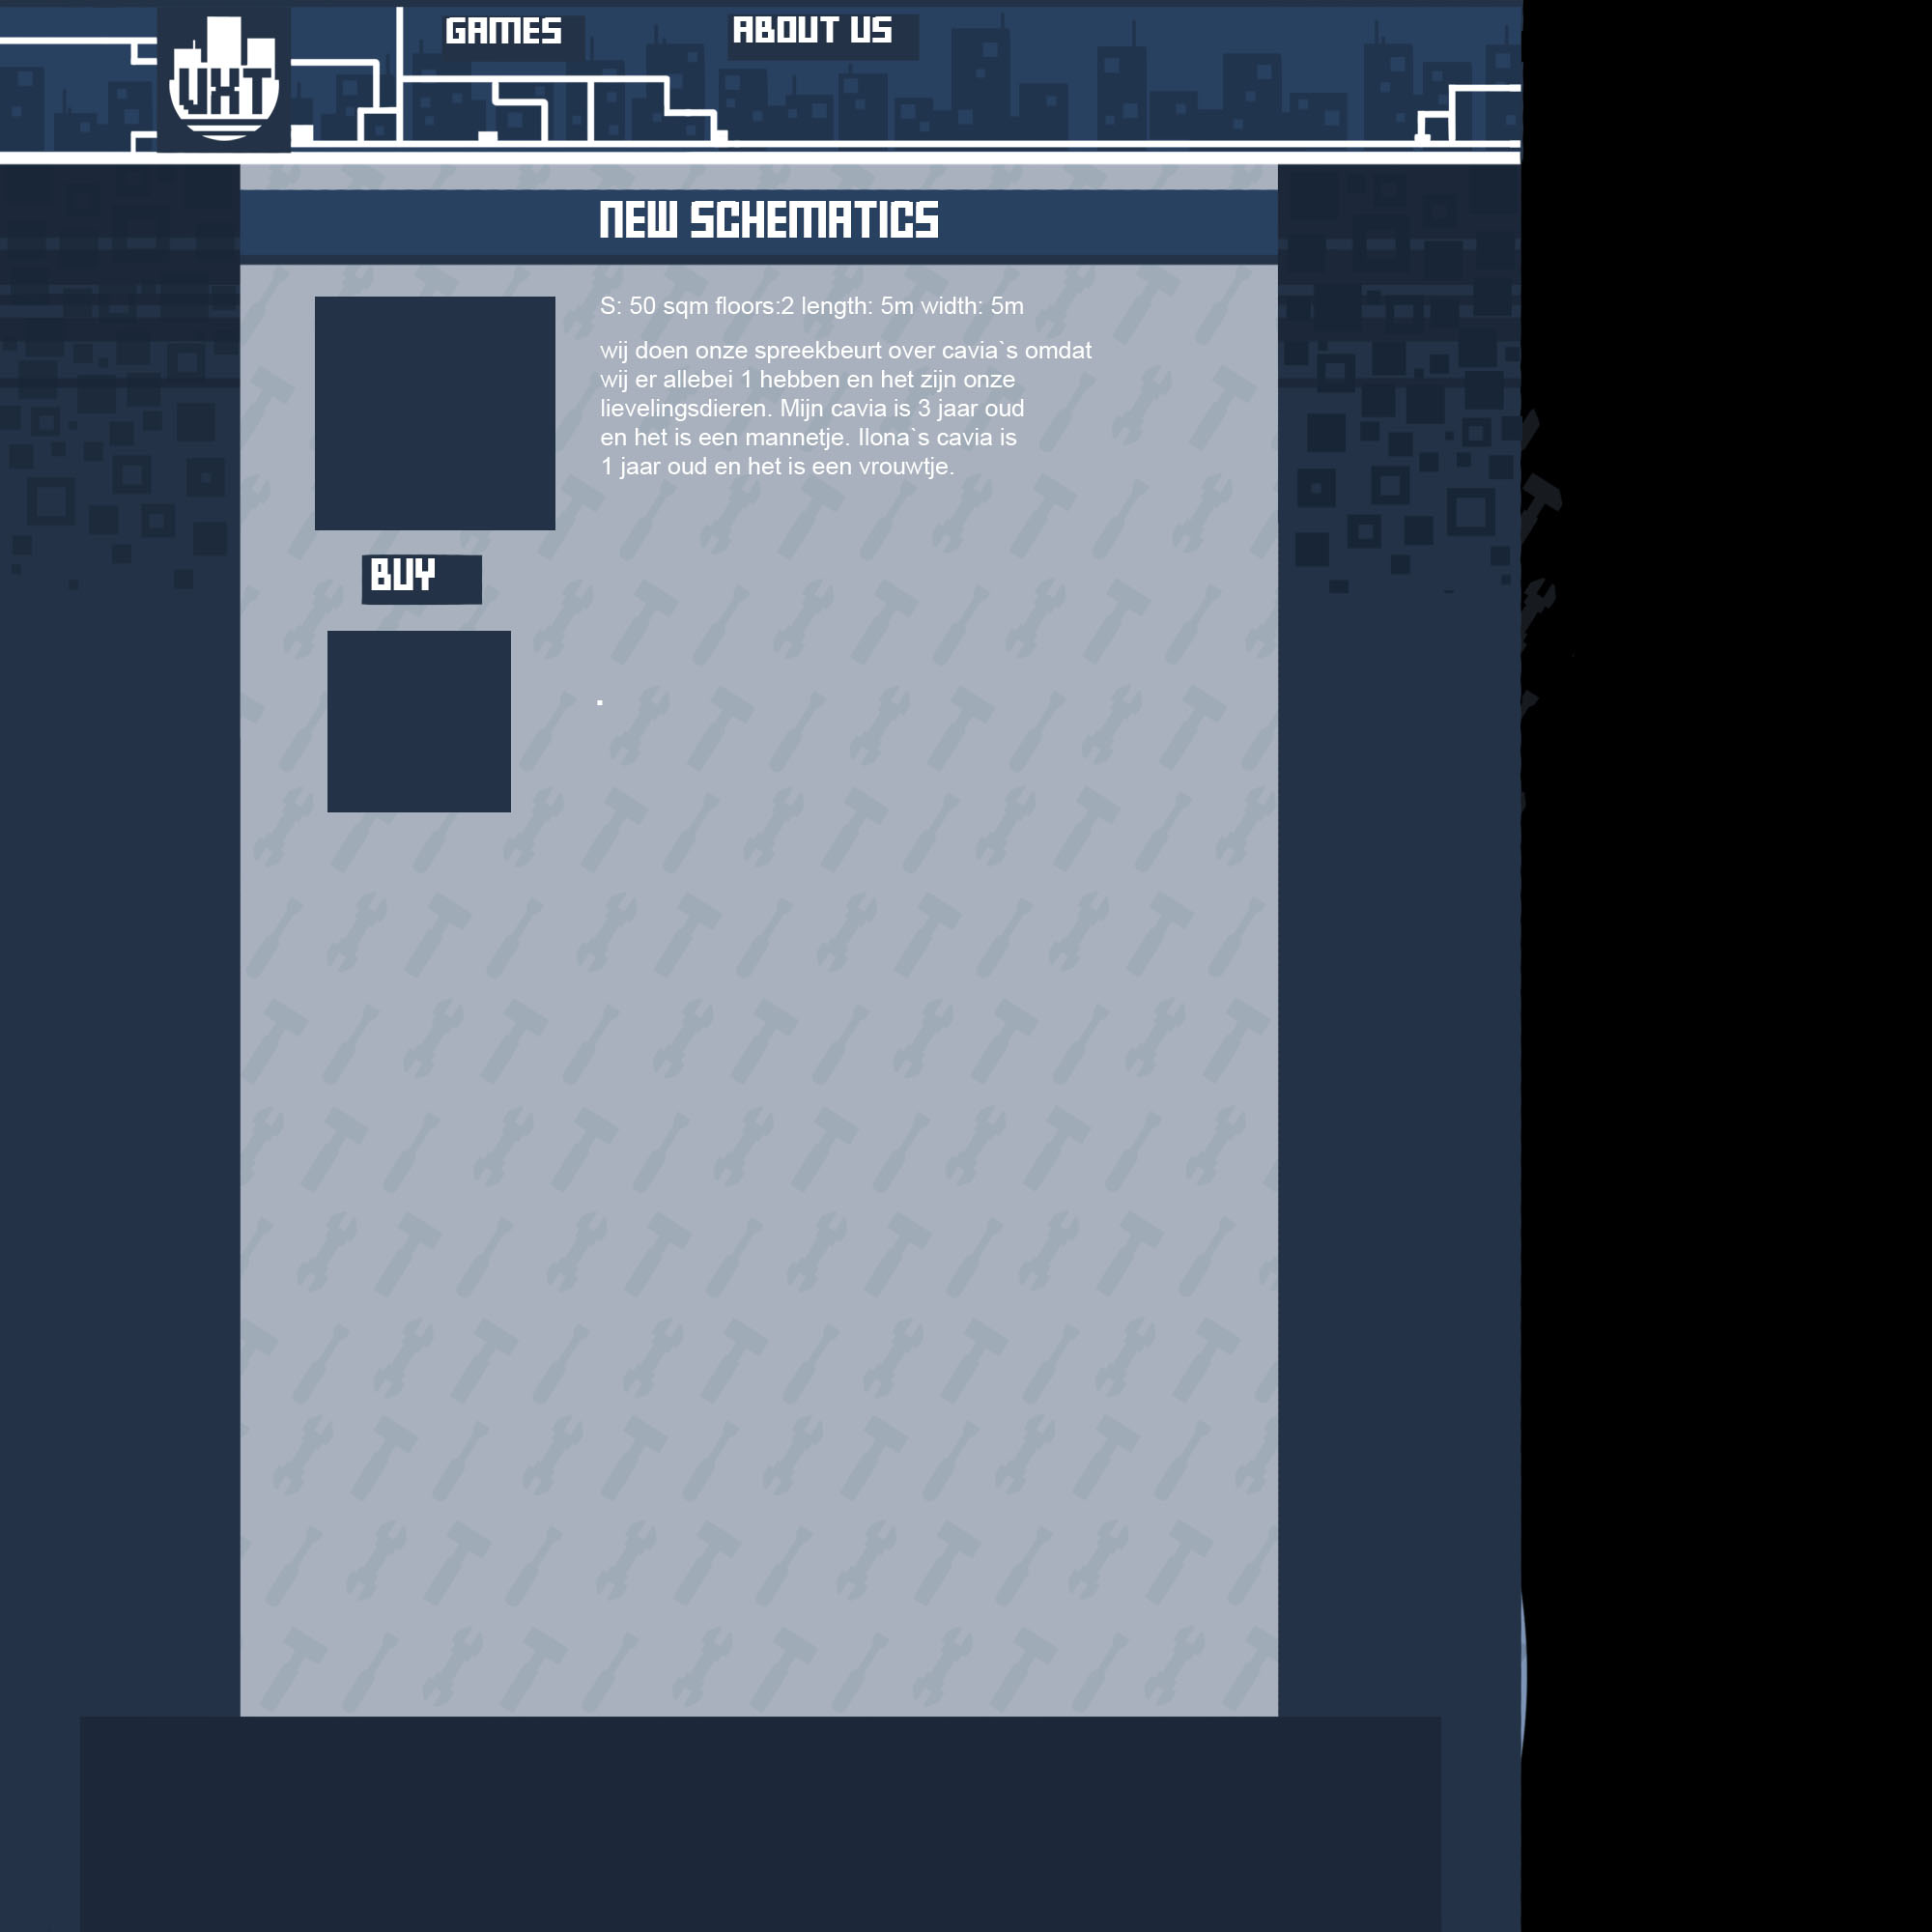 UXT
GAMES
ABOUT US
NEW SCHEMATICS
S: 50 sqm floors:2 length: 5m width: 5m
wij doen onze spreekbeurt over cavia`s omdat
wij er allebei 1 hebben en het zijn onze
lievelingsdieren. Mijn cavia is 3 jaar oud
en het is een mannetje. Ilona`s cavia is
1 jaar oud en het is een vrouwtje.
BUY
.